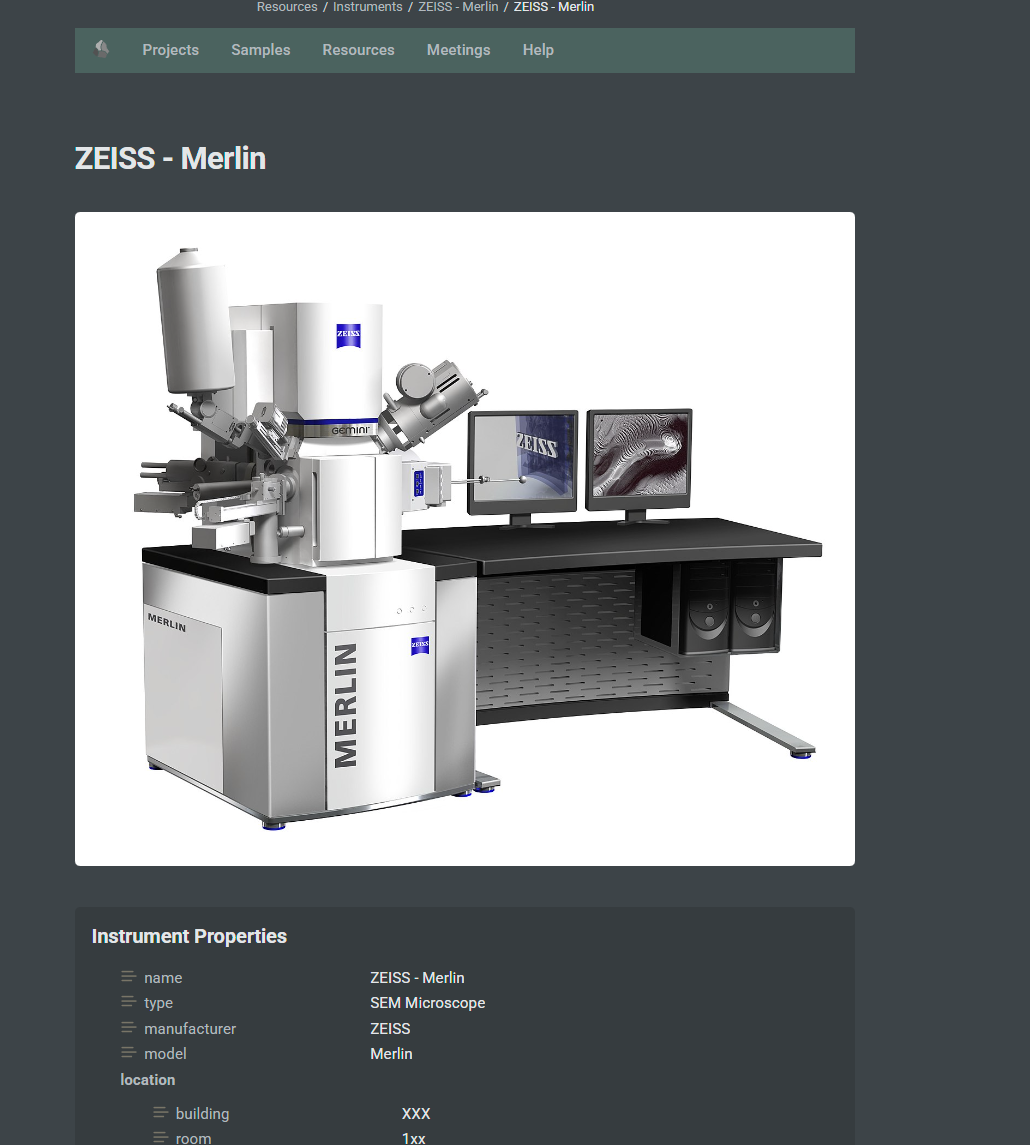 Resources / Instruments / ZEISS - Merlin / ZEISS - Merlin
Projects Samples Resources Meetings Help
ZEISS - Merlin
ZEISS
GEMINI
ZEISS
MERLIN
ZEISS
MERLIN
Instrument Properties
name ZEISS - Merlin
type SEM Microscope
manufacturer ZEISS
model Merlin
location
building XXX
room 1xx